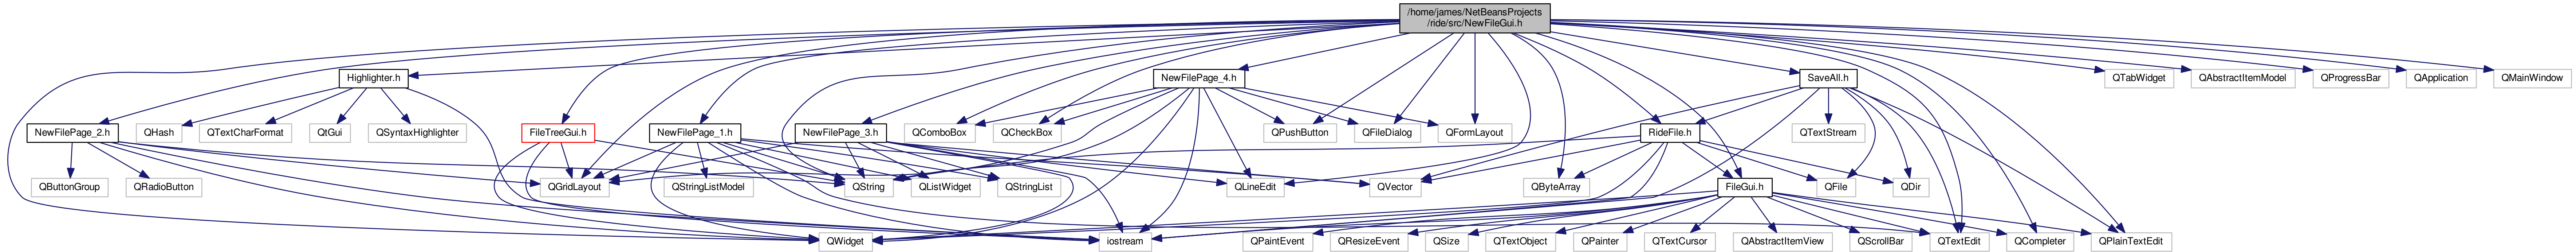 /home/james/NetBeansProjects
/ride/src/NewFileGui.h
Highlighter.h
NewFilePage_4.h
SaveAll.h
QTabWidget
QAbstractItemModel
QProgressBar
QApplication
QMainWindow
NewFilePage_2.h
QHash
QTextCharFormat
QtGui
QSyntaxHighlighter
FileTreeGui.h
NewFilePage_1.h
NewFilePage_3.h
QComboBox
QCheckBox
QPushButton
QFileDialog
QFormLayout
RideFile.h
QTextStream
QButtonGroup
QRadioButton
QGridLayout
QStringListModel
QString
QListWidget
QStringList
QLineEdit
QVector
QByteArray
FileGui.h
QFile
QDir
QWidget
iostream
QPaintEvent
QResizeEvent
QSize
QTextObject
QPainter
QTextCursor
QAbstractItemView
QScrollBar
QTextEdit
QCompleter
QPlainTextEdit